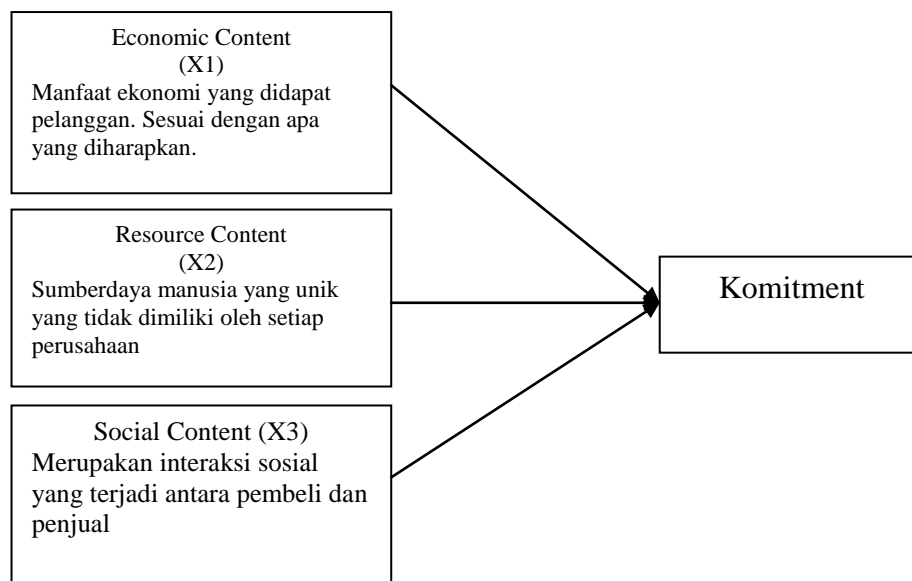 Economic Content
(X1)
Manfaat ekonomi yang didapat
pelanggan. Sesuai dengan apa
yang diharapkan.
Resource Content
(X2)
Sumberdaya manusia yang unik
yang tidak dimiliki oleh setiap
perusahaan
Social Content (X3)
Merupakan interaksi sosial
yang terjadi antara pembeli dan
penjual
Komitment